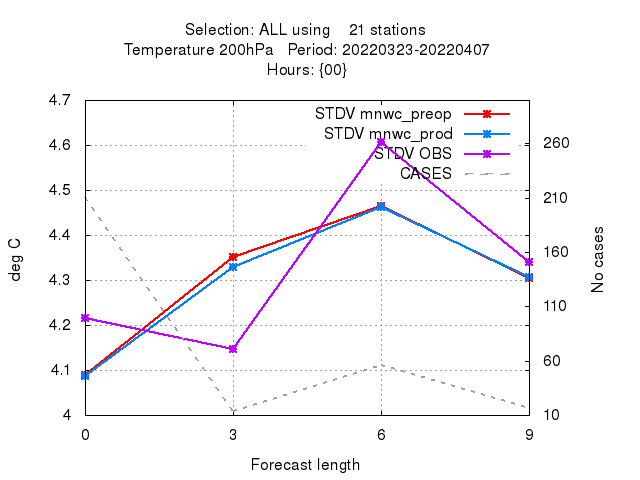 Selection: ALL using    21 stations
Temperature 200hPa   Period: 20220323-20220407
Hours: {00}
STDV mnwc_preop
STDV mnwc_prod
STDV OBS
CASES
4.7
4.6
4.5
4.4
4.3
4.2
4.1
4
deg C
260
210
160
110
60
10
No cases
0 3 6 9
Forecast length